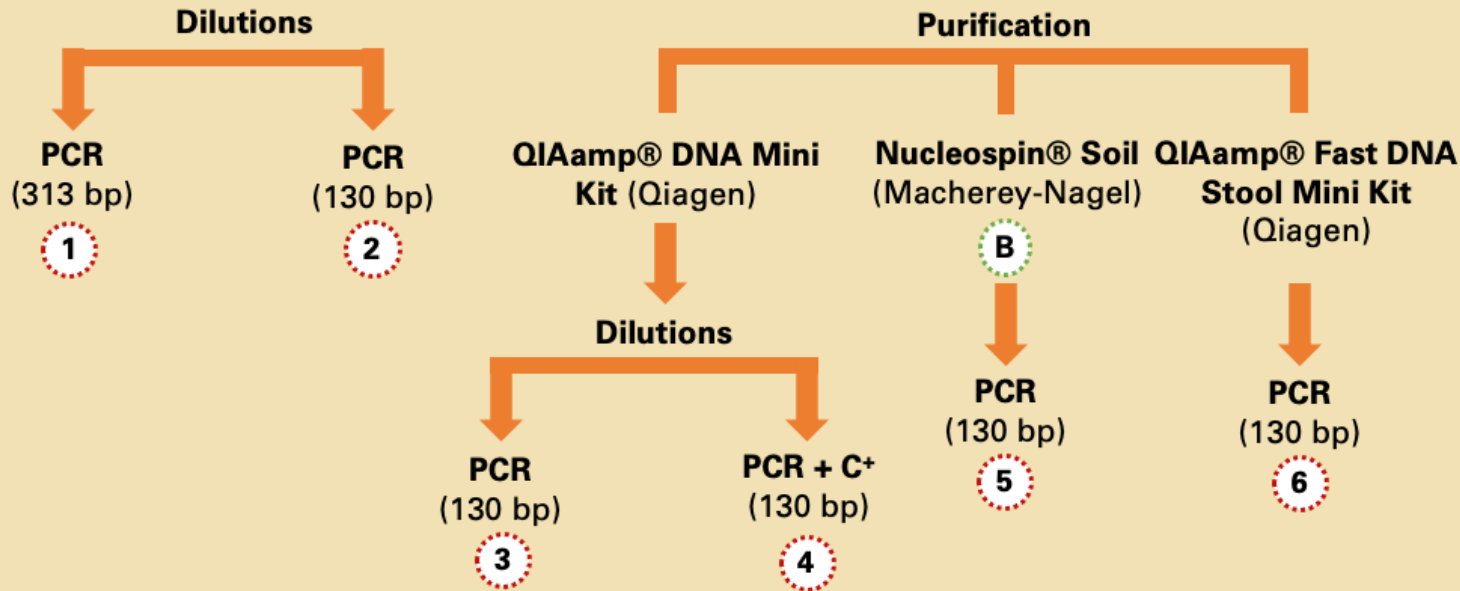 Dilutions
PCR
(313 bp)
1
PCR
(130 bp)
2
Purification
QIAamp® DNA Mini
Kit (Qiagen)
Dilutions
PCR
(130 bp)
3
PCR + C⁺
(130 bp)
4
Nucleospin® Soil
(Macherey-Nagel)
B
PCR
(130 bp)
5
QIAamp® Fast DNA
Stool Mini Kit
(Qiagen)
PCR
(130 bp)
6